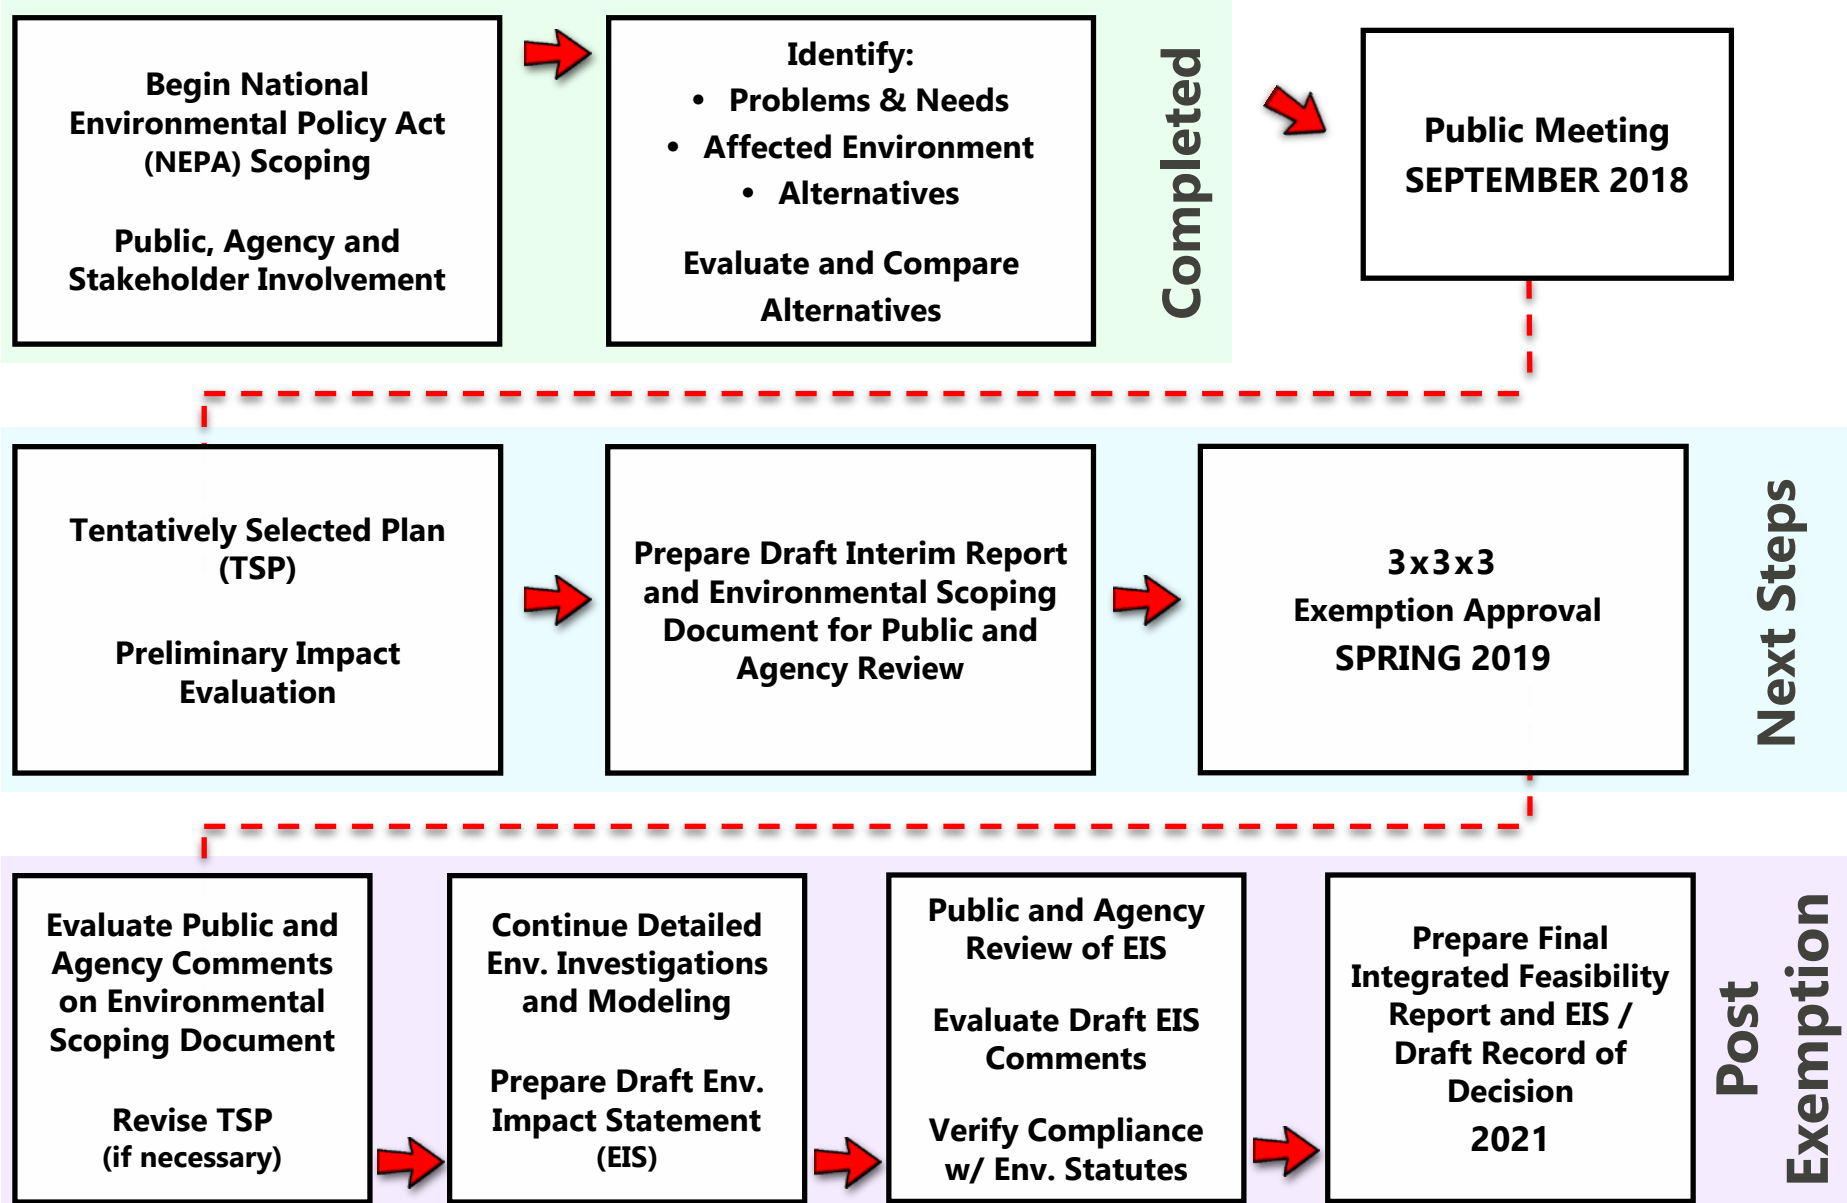 Begin National
Environmental Policy Act
(NEPA) Scoping
Public, Agency and
Stakeholder Involvement
Identify:
• Problems & Needs
• Affected Environment
• Alternatives
Evaluate and Compare
Alternatives
Completed
Public Meeting
SEPTEMBER 2018
Tentatively Selected Plan
(TSP)
Preliminary Impact
Evaluation
Prepare Draft Interim Report
and Environmental Scoping
Document for Public and
Agency Review
3x3x3
Exemption Approval
SPRING 2019
Next Steps
Evaluate Public and
Agency Comments
on Environmental
Scoping Document
Revise TSP
(if necessary)
Continue Detailed
Env. Investigations
and Modeling
Prepare Draft Env.
Impact Statement
(EIS)
Public and Agency
Review of EIS
Evaluate Draft EIS
Comments
Verify Compliance
w/ Env. Statutes
Prepare Final
Integrated Feasibility
Report and EIS /
Draft Record of
Decision
2021
Post
Exemption